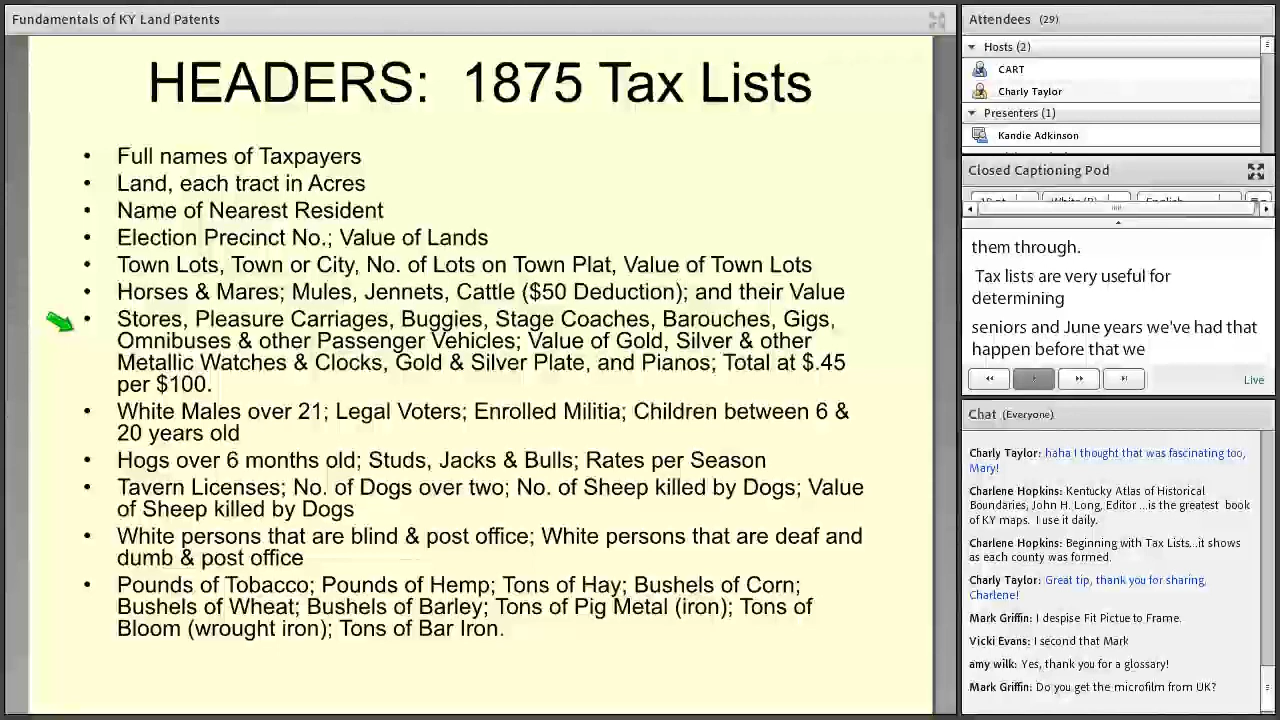 Fundamentals of KY Land Patents
HEADERS: 1875 Tax Lists
• Full names of Taxpayers
• Land, each tract in Acres
• Name of Nearest Resident
• Election Precinct No.; Value of Lands
• Town Lots, Town or City, No. of Lots on Town Plat, Value of Town Lots
• Horses & Mares; Mules, Jennets, Cattle ($50 Deduction); and their Value
• Stores, Pleasure Carriages, Buggies, Stage Coaches, Barouches, Gigs,
Omnibuses & other Passenger Vehicles; Value of Gold, Silver & other
Metallic Watches & Clocks, Gold & Silver Plate, and Pianos; Total at $.45
per $100.
• White Males over 21; Legal Voters; Enrolled Militia; Children between 6 &
20 years old
• Hogs over 6 months old; Studs, Jacks & Bulls; Rates per Season
• Tavern Licenses; No. of Dogs over two; No. of Sheep killed by Dogs; Value
of Sheep killed by Dogs
• White persons that are blind & post office; White persons that are deaf and
dumb & post office
• Pounds of Tobacco; Pounds of Hemp; Tons of Hay; Bushels of Corn;
Bushels of Wheat; Bushels of Barley; Tons of Pig Metal (iron); Tons of
Bloom (wrought iron); Tons of Bar Iron.
Attendees (29)
Hosts (2)
CART
Charly Taylor
Presenters (1)
Kandie Adkinson
Closed Captioning Pod
English
them through.
Tax lists are very useful for
determining
seniors and June years we've had that
happen before that we
Live
Chat (Everyone)
Charly Taylor: haha I thought that was fascinating too,
Mary!
Charlene Hopkins: Kentucky Atlas of Historical
Boundaries, John H. Long, Editor ...is the greatest book
of KY maps. I use it daily.
Charlene Hopkins: Beginning with Tax Lists...it shows
as each county was formed.
Charly Taylor: Great tip, thank you for sharing,
Charlene!
Mark Griffin: I despise Fit Pictue to Frame.
Vicki Evans: I second that Mark
amy wilk: Yes, thank you for a glossary!
Mark Griffin: Do you get the microfilm from UK?